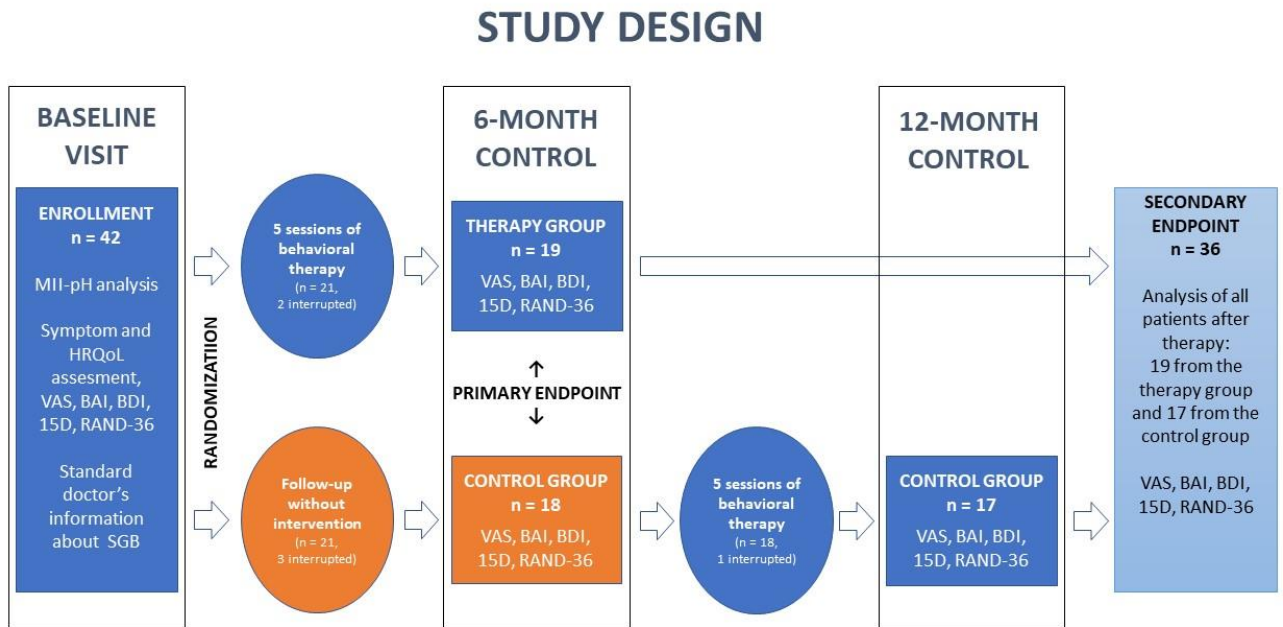 STUDY DESIGN
BASELINE
VISIT
ENROLLMENT
n = 42
MII-pH analysis
Symptom and
HRQoL
assesment,
VAS, BAI, BDI,
15D, RAND-36
Standard
doctor's
information
about SGB
RANDOMIZATIION
5 sessions of
behavioral
therapy
(n = 21,
2 interrupted)
Follow-up
without
intervention
(n = 21,
3 interrupted)
6-MONTH
CONTROL
THERAPY GROUP
n = 19
VAS, BAI, BDI,
15D, RAND-36
↑
PRIMARY ENDPOINT
↓
CONTROL GROUP
n = 18
VAS, BAI, BDI,
15D, RAND-36
5 sessions of
behavioral
therapy
(n = 18,
1 interrupted)
12-MONTH
CONTROL
CONTROL GROUP
n = 17
VAS, BAI, BDI,
15D, RAND-36
SECONDARY
ENDPOINT
n = 36
Analysis of all
patients after
therapy:
19 from the
therapy group
and 17 from the
control group
VAS, BAI, BDI,
15D, RAND-36